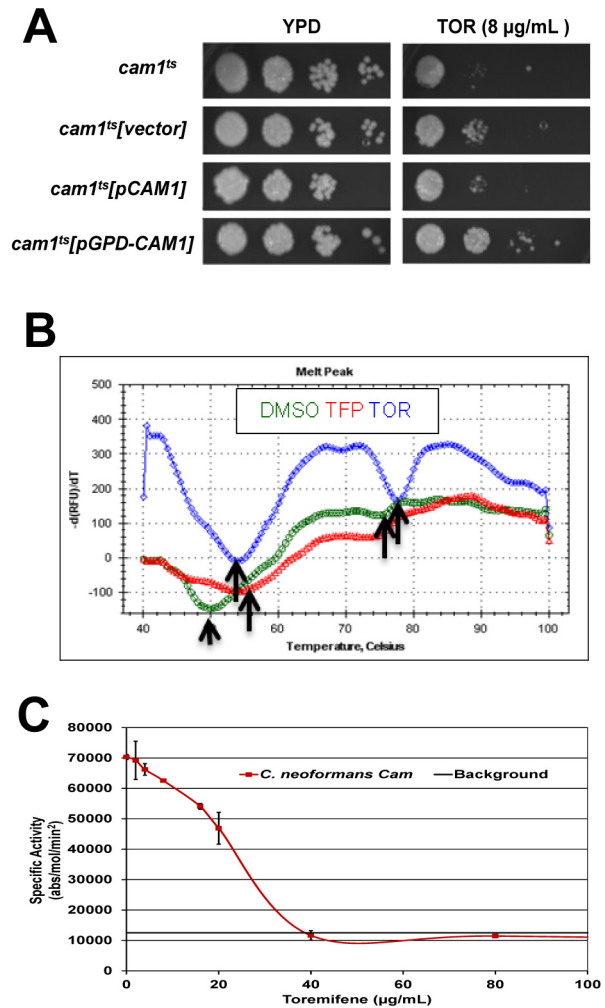 A
YPD
TOR (8 µg/mL )
cam1ts
cam1ts[vector]
cam1ts[pCAM1]
cam1ts[pGPD-CAM1]
B
Melt Peak
DMSO TFP TOR
-d(RFU)/dT
500
400
300
200
100
0
-100
40 50 60 70 80 90 100
Temperature, Celsius
C
Specific Activity
(abs/mol/min2)
80000
70000
60000
50000
40000
30000
20000
10000
0
C. neoformans Cam
Background
0 20 40 60 80 100
Toremifene (µg/mL)